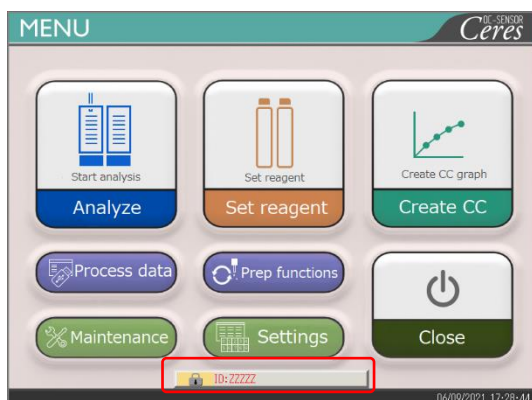 MENU
OC-SENSOR
Ceres
Start analysis
Analyze
Set reagent
Set reagent
Create CC graph
Create CC
Process data
Prep functions
Maintenance
Settings
Close
ID:ZZZZZ
06/09/2021 17:28:44